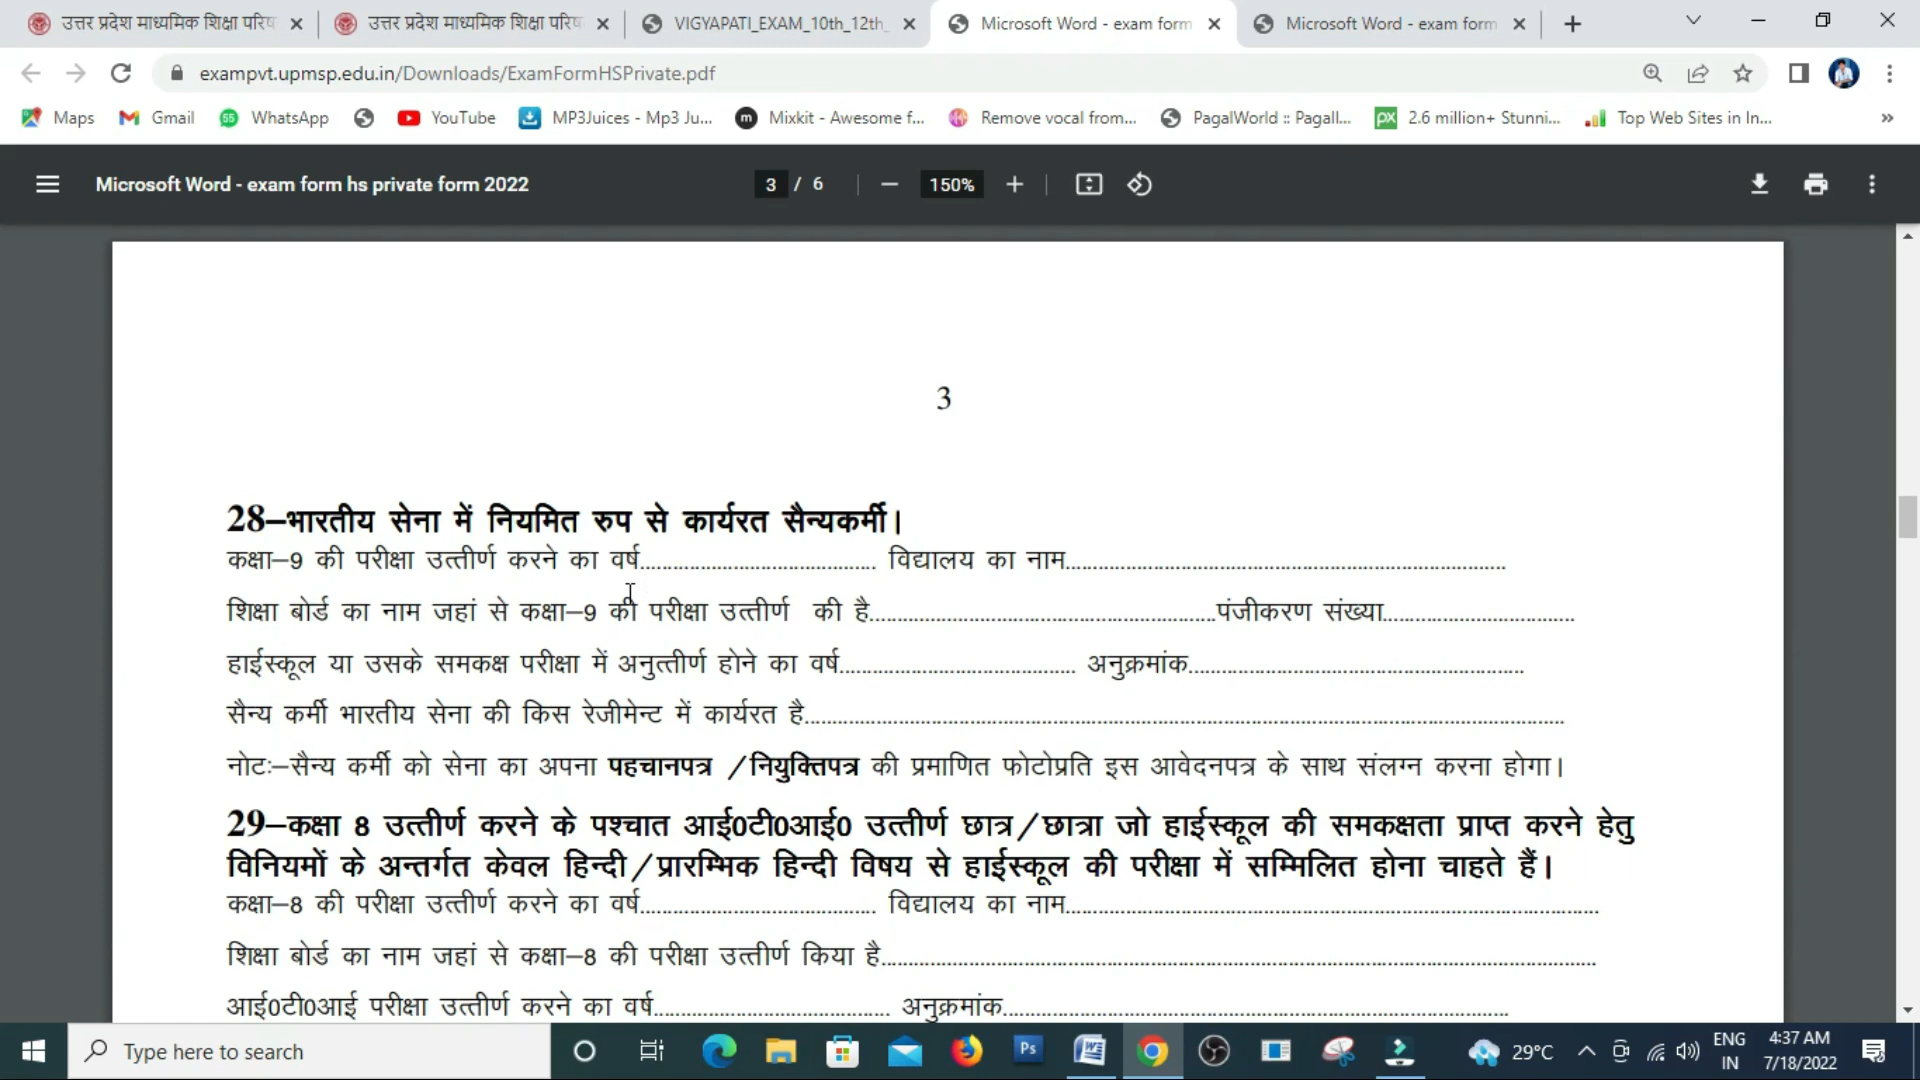 उत्तर प्रदेश माध्यमिक शिक्षा परिष
उत्तर प्रदेश माध्यमिक शिक्षा परिष
VIGYAPATI_EXAM_10th_12th_
Microsoft Word - exam form
Microsoft Word - exam form
exampvt.upmsp.edu.in/Downloads/ExamFormHSPrivate.pdf
Maps
Gmail
55
WhatsApp
YouTube
MP3Juices - Mp3 Ju...
m
Mixkit - Awesome f...
Remove vocal from...
PagalWorld :: Pagall...
px
2.6 million+ Stunni...
Top Web Sites in In...
»
Microsoft Word - exam form hs private form 2022
3 / 6
150%
3
28–भारतीय सेना में नियमित रुप से कार्यरत सैन्यकर्मी।
कक्षा–9 की परीक्षा उत्तीर्ण करने का वर्ष.......................................... विद्यालय का नाम................................................................................
शिक्षा बोर्ड का नाम जहां से कक्षा–9 की परीक्षा उत्तीर्ण की है..............................................................पंजीकरण संख्या..................................
हाईस्कूल या उसके समकक्ष परीक्षा में अनुत्तीर्ण होने का वर्ष.......................................... अनुक्रमांक............................................................
सैन्य कर्मी भारतीय सेना की किस रेजीमेन्ट में कार्यरत है..........................................................................................................................................
नोटः–सैन्य कर्मी को सेना का अपना पहचानपत्र /नियुक्तिपत्र की प्रमाणित फोटोप्रति इस आवेदनपत्र के साथ संलग्न करना होगा।
29–कक्षा 8 उत्तीर्ण करने के पश्चात आई0टी0आई0 उत्तीर्ण छात्र/छात्रा जो हाईस्कूल की समकक्षता प्राप्त करने हेतु
विनियमों के अन्तर्गत केवल हिन्दी/प्रारम्भिक हिन्दी विषय से हाईस्कूल की परीक्षा में सम्मिलित होना चाहते हैं।
कक्षा–8 की परीक्षा उत्तीर्ण करने का वर्ष.......................................... विद्यालय का नाम................................................................................................
शिक्षा बोर्ड का नाम जहां से कक्षा–8 की परीक्षा उत्तीर्ण किया है..................................................................................................................................
आई0टी0आई परीक्षा उत्तीर्ण करने का वर्ष.......................................... अनुक्रमांक..........................................................................................
Type here to search
Ps
29°C
ENG
IN
4:37 AM
7/18/2022